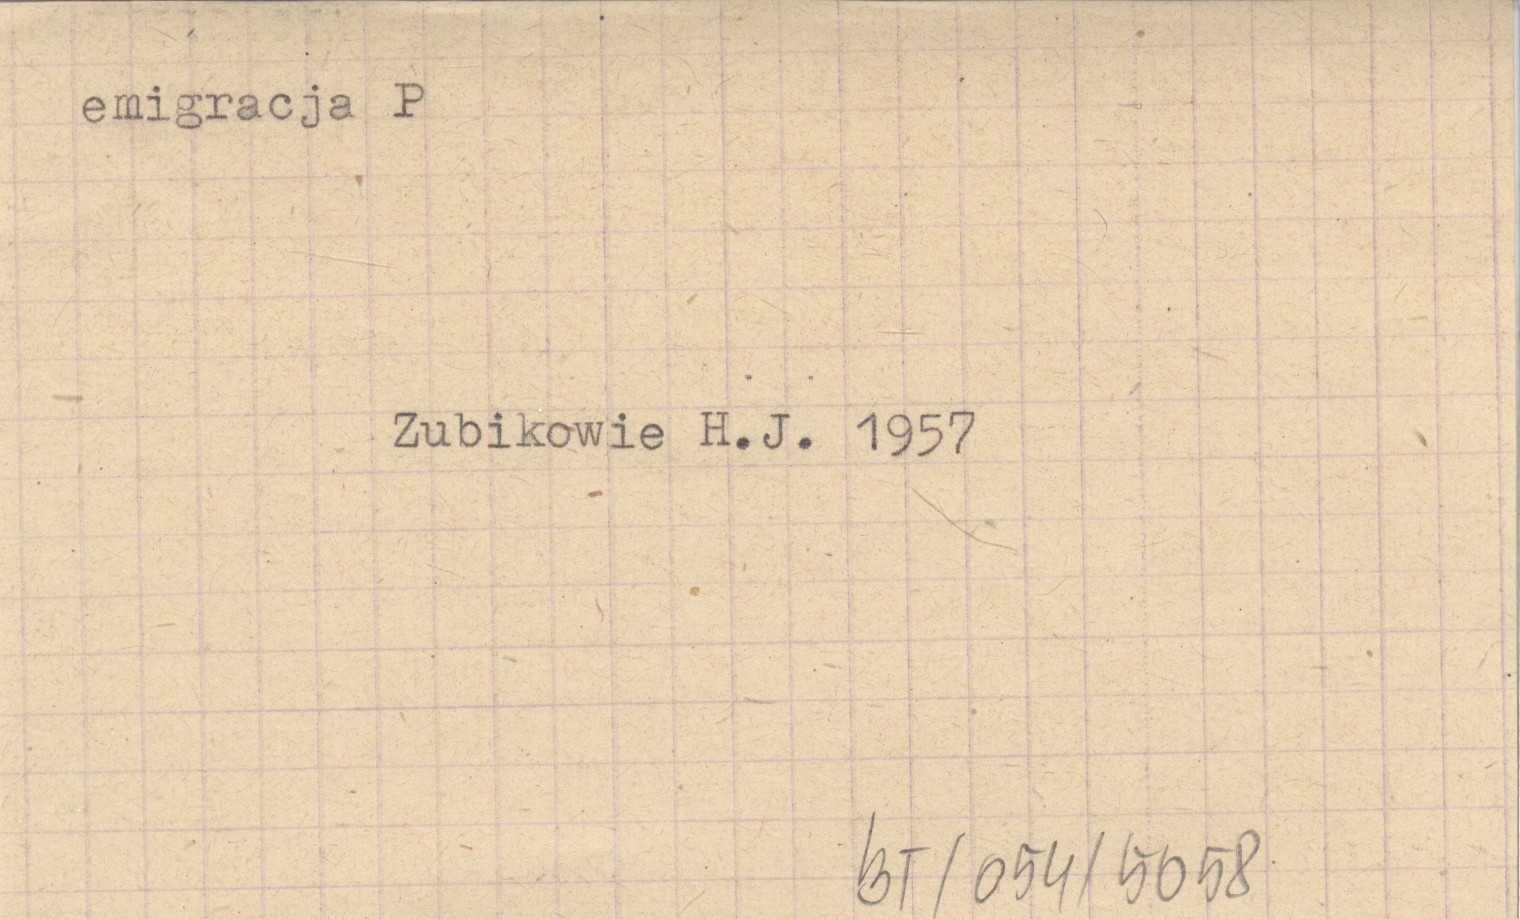 emigracja P
Zubikowie H.J. 1957
BT/054/5058